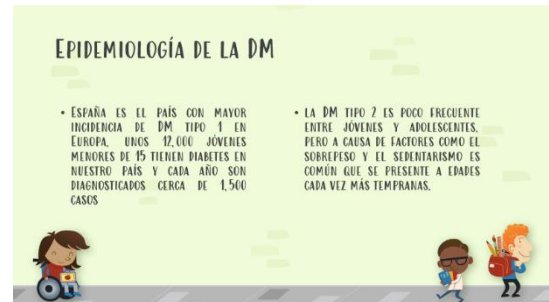 EPIDEMIOLOGÍA DE LA DM
• ESPAÑA ES EL PAÍS CON MAYOR
INCIDENCIA DE DM TIPO 1 EN
EUROPA. UNOS 12.000 JÓVENES
MENORES DE 15 TIENEN DIABETES EN
NUESTRO PAÍS Y CADA AÑO SON
DIAGNOSTICADOS CERCA DE 1.500
CASOS
• LA DM TIPO 2 ES POCO FRECUENTE
ENTRE JÓVENES Y ADOLESCENTES,
PERO A CAUSA DE FACTORES COMO EL
SOBREPESO Y EL SEDENTARISMO ES
COMÚN QUE SE PRESENTE A EDADES
CADA VEZ MÁS TEMPRANAS.